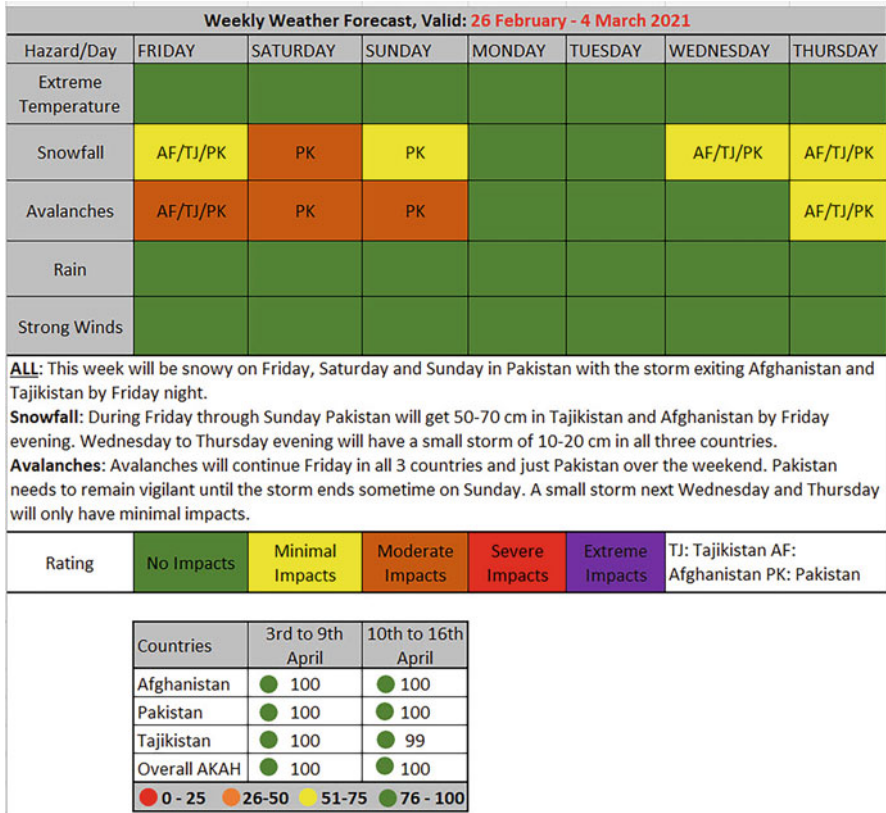 Weekly Weather Forecast, Valid: 26 February - 4 March 2021
Hazard/Day FRIDAY SATURDAY SUNDAY MONDAY TUESDAY WEDNESDAY THURSDAY
Extreme
Temperature
Snowfall AF/TJ/PK PK PK AF/TJ/PK AF/TJ/PK
Avalanches AF/TJ/PK PK PK AF/TJ/PK
Rain
Strong Winds
ALL: This week will be snowy on Friday, Saturday and Sunday in Pakistan with the storm exiting Afghanistan and
Tajikistan by Friday night.
Snowfall: During Friday through Sunday Pakistan will get 50-70 cm in Tajikistan and Afghanistan by Friday
evening. Wednesday to Thursday evening will have a small storm of 10-20 cm in all three countries.
Avalanches: Avalanches will continue Friday in all 3 countries and just Pakistan over the weekend. Pakistan
needs to remain vigilant until the storm ends sometime on Sunday. A small storm next Wednesday and Thursday
will only have minimal impacts.
Rating No Impacts Minimal Impacts Moderate Impacts Severe Impacts Extreme Impacts TJ: Tajikistan AF:
Afghanistan PK: Pakistan
Countries 3rd to 9th April 10th to 16th April
Afghanistan 100 100
Pakistan 100 100
Tajikistan 100 99
Overall AKAH 100 100
0 - 25 26-50 51-75 76 - 100